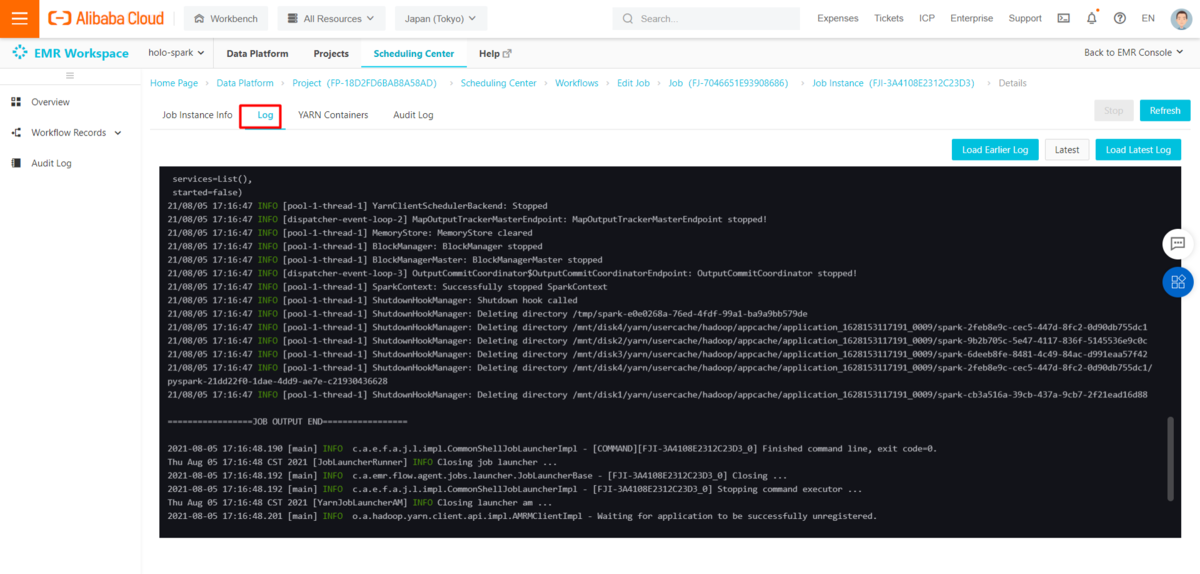 Alibaba Cloud Workbench All Resources Japan (Tokyo) Search... Expenses Tickets ICP Enterprise Support EN
EMR Workspace holo-spark Data Platform Projects Scheduling Center Help Back to EMR Console
Home Page > Data Platform > Project (FP-18D2FD6BAB8A58AD) > Scheduling Center > Workflows > Edit Job > Job (FJ-7046651E93908686) > Job Instance (FJI-3A4108E2312C23D3) > Details
Overview
Workflow Records
Audit Log
Job Instance Info Log YARN Containers Audit Log Stop Refresh
Load Earlier Log Latest Load Latest Log
services=List(),
started=false)
21/08/05 17:16:47 INFO [pool-1-thread-1] YarnClientSchedulerBackend: Stopped
21/08/05 17:16:47 INFO [dispatcher-event-loop-2] MapOutputTrackerMasterEndpoint: MapOutputTrackerMasterEndpoint stopped!
21/08/05 17:16:47 INFO [pool-1-thread-1] MemoryStore: MemoryStore cleared
21/08/05 17:16:47 INFO [pool-1-thread-1] BlockManager: BlockManager stopped
21/08/05 17:16:47 INFO [pool-1-thread-1] BlockManagerMaster: BlockManagerMaster stopped
21/08/05 17:16:47 INFO [dispatcher-event-loop-3] OutputCommitCoordinator$OutputCommitCoordinatorEndpoint: OutputCommitCoordinator stopped!
21/08/05 17:16:47 INFO [pool-1-thread-1] SparkContext: Successfully stopped SparkContext
21/08/05 17:16:47 INFO [pool-1-thread-1] ShutdownHookManager: Shutdown hook called
21/08/05 17:16:47 INFO [pool-1-thread-1] ShutdownHookManager: Deleting directory /tmp/spark-e0e0268a-76ed-4fdf-99a1-ba9a9bb579de
21/08/05 17:16:47 INFO [pool-1-thread-1] ShutdownHookManager: Deleting directory /mnt/disk4/yarn/usercache/hadoop/appcache/application_1628153117191_0009/spark-2feb8e9c-cec5-447d-8fc2-0d90db755dc1
21/08/05 17:16:47 INFO [pool-1-thread-1] ShutdownHookManager: Deleting directory /mnt/disk2/yarn/usercache/hadoop/appcache/application_1628153117191_0009/spark-9b2b705c-5e47-4117-836f-5145536e9c0c
21/08/05 17:16:47 INFO [pool-1-thread-1] ShutdownHookManager: Deleting directory /mnt/disk3/yarn/usercache/hadoop/appcache/application_1628153117191_0009/spark-6deeb8fe-8481-4c49-84ac-d991eaa57f42
21/08/05 17:16:47 INFO [pool-1-thread-1] ShutdownHookManager: Deleting directory /mnt/disk4/yarn/usercache/hadoop/appcache/application_1628153117191_0009/spark-2feb8e9c-cec5-447d-8fc2-0d90db755dc1/
pyspark-21dd22f0-1dae-4dd9-ae7e-c21930436628
21/08/05 17:16:47 INFO [pool-1-thread-1] ShutdownHookManager: Deleting directory /mnt/disk1/yarn/usercache/hadoop/appcache/application_1628153117191_0009/spark-cb3a516a-39cb-437a-9cb7-2f21ead16d88
=================JOB OUTPUT END=================
2021-08-05 17:16:48.190 [main] INFO c.a.e.f.a.j.l.impl.CommonShellJobLauncherImpl - [COMMAND][FJI-3A4108E2312C23D3_0] Finished command line, exit code=0.
Thu Aug 05 17:16:48 CST 2021 [JobLauncherRunner] INFO Closing job launcher ...
2021-08-05 17:16:48.192 [main] INFO c.a.emr.flow.agent.jobs.launcher.JobLauncherBase - [FJI-3A4108E2312C23D3_0] Closing ...
2021-08-05 17:16:48.192 [main] INFO c.a.e.f.a.j.l.impl.CommonShellJobLauncherImpl - [FJI-3A4108E2312C23D3_0] Stopping command executor ...
Thu Aug 05 17:16:48 CST 2021 [YarnJobLauncherAM] INFO Closing launcher am ...
2021-08-05 17:16:48.201 [main] INFO o.a.hadoop.yarn.client.api.impl.AMRMClientImpl - Waiting for application to be successfully unregistered.